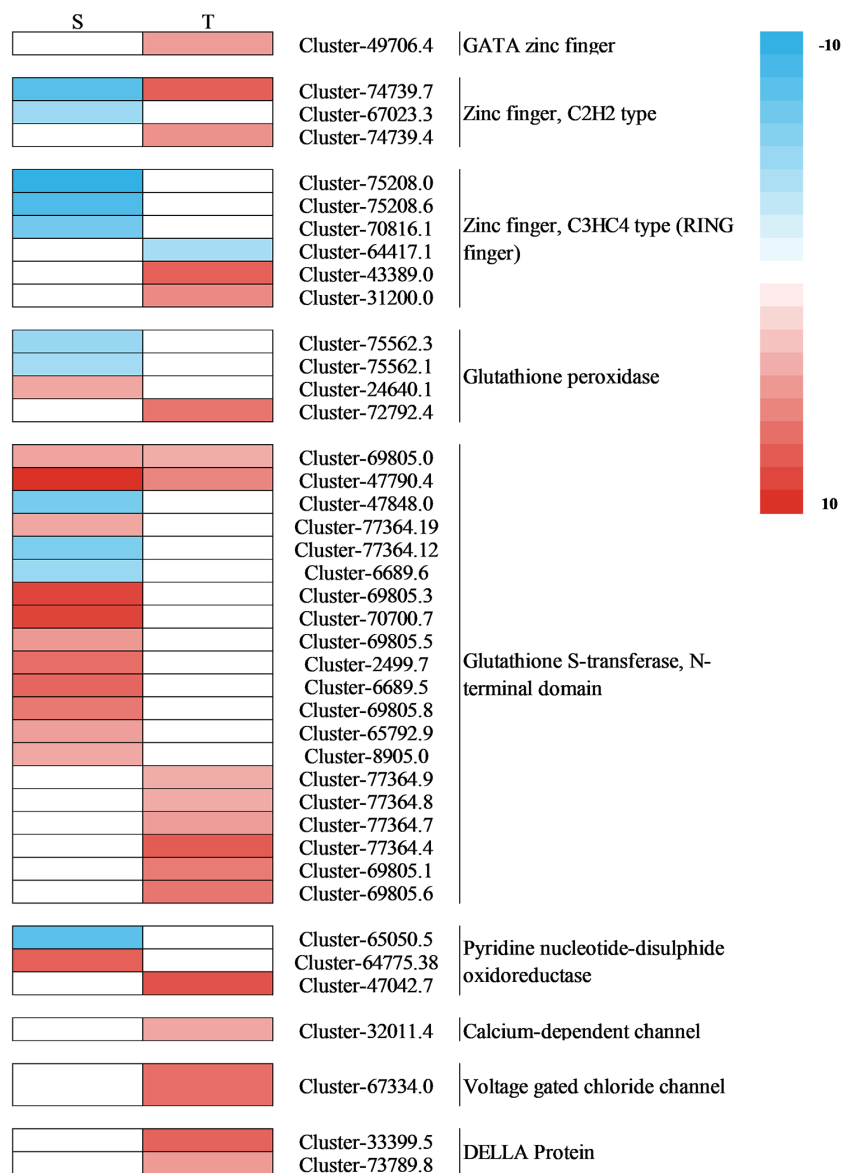 S T
Cluster-49706.4 GATA zinc finger
-10
Cluster-74739.7
Cluster-67023.3 Zinc finger, C2H2 type
Cluster-74739.4
Cluster-75208.0
Cluster-75208.6
Cluster-70816.1
Cluster-64417.1
Cluster-43389.0
Cluster-31200.0
Zinc finger, C3HC4 type (RING
finger)
Cluster-75562.3
Cluster-75562.1
Cluster-24640.1
Cluster-72792.4
Glutathione peroxidase
Cluster-69805.0
Cluster-47790.4
Cluster-47848.0
Cluster-77364.19
Cluster-77364.12
Cluster-6689.6
Cluster-69805.3
Cluster-70700.7
Cluster-69805.5
Cluster-2499.7
Cluster-6689.5
Cluster-69805.8
Cluster-65792.9
Cluster-8905.0
Cluster-77364.9
Cluster-77364.8
Cluster-77364.7
Cluster-77364.4
Cluster-69805.1
Cluster-69805.6
Glutathione S-transferase, N-
terminal domain
10
Cluster-65050.5
Cluster-64775.38
Cluster-47042.7
Pyridine nucleotide-disulphide
oxidoreductase
Cluster-32011.4 Calcium-dependent channel
Cluster-67334.0 Voltage gated chloride channel
Cluster-33399.5
Cluster-73789.8
DELLA Protein